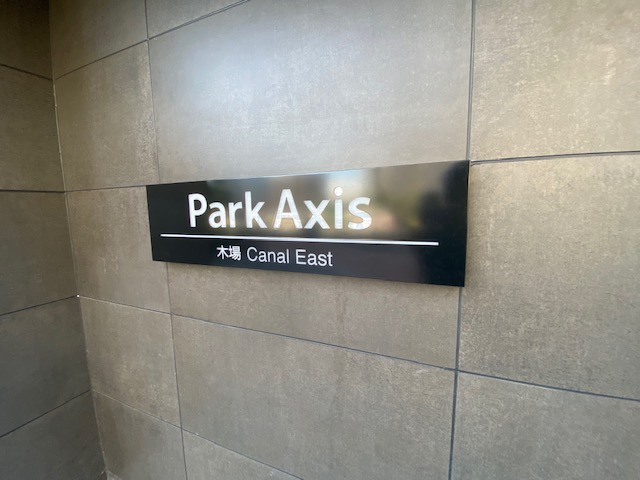 Park Axis
木場 Canal East